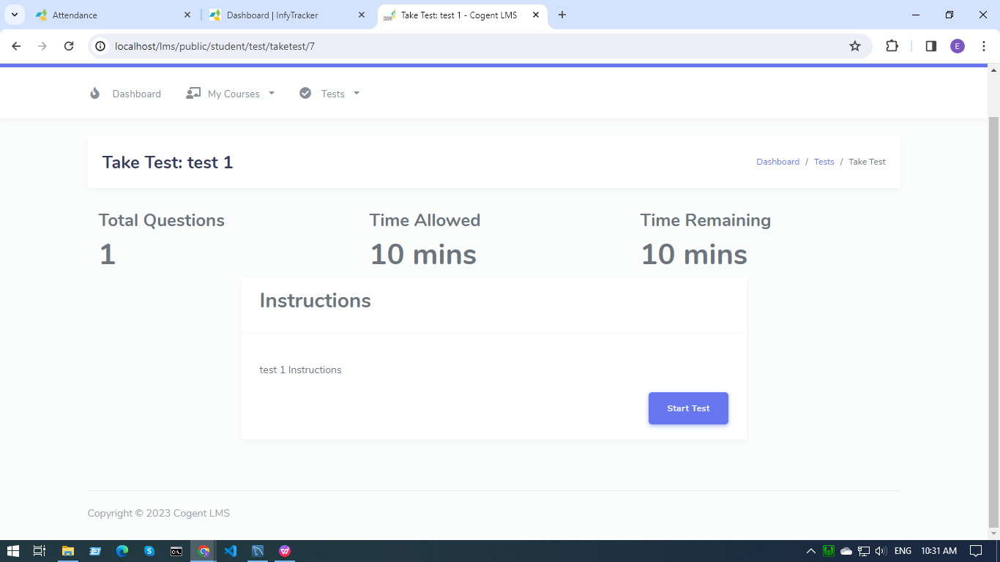 Attendance
Dashboard | InfyTracker
Take Test: test 1 - Cogent LMS
localhost/lms/public/student/test/taketest/7
E
Dashboard
My Courses
Tests
Take Test: test 1
Dashboard / Tests / Take Test
Total Questions
1
Time Allowed
10 mins
Time Remaining
10 mins
Instructions
test 1 Instructions
Start Test
Copyright © 2023 Cogent LMS
ENG
10:31 AM